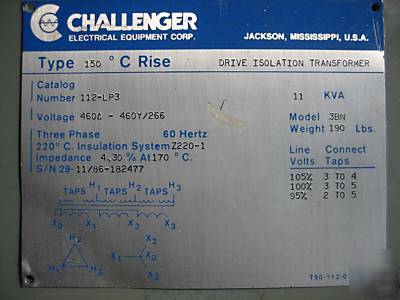 CHALLENGER
ELECTRICAL EQUIPMENT CORP.
JACKSON, MISSISSIPPI, U.S.A.
Type 150 °C Rise
DRIVE ISOLATION TRANSFORMER
Catalog
Number 112-LP3
11 KVA
Voltage 460Δ - 460Y/266
Model 3BN
Weight 190 Lbs.
Three Phase 60 Hertz
220°C. Insulation System Z220-1
Impedance 4.30 % At 170 °C.
S/N 29-11/86-182477
Line Connect
Volts Taps
105% 3 TO 4
100% 3 TO 5
95% 2 TO 5
H1 H2 H3
TAPS TAPS TAPS
X0 X1 X2 X3
H2
H1 H3
X2
X1
X3
T90-112-0